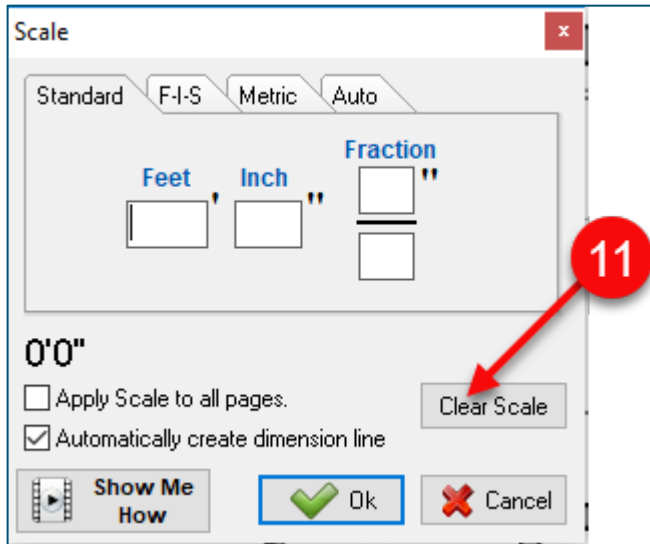 Scale
x
Standard F-I-S Metric Auto
Fraction
Feet ' Inch " "
11
0'0"
Apply Scale to all pages.
Clear Scale
Automatically create dimension line
Show Me
How
Ok
Cancel